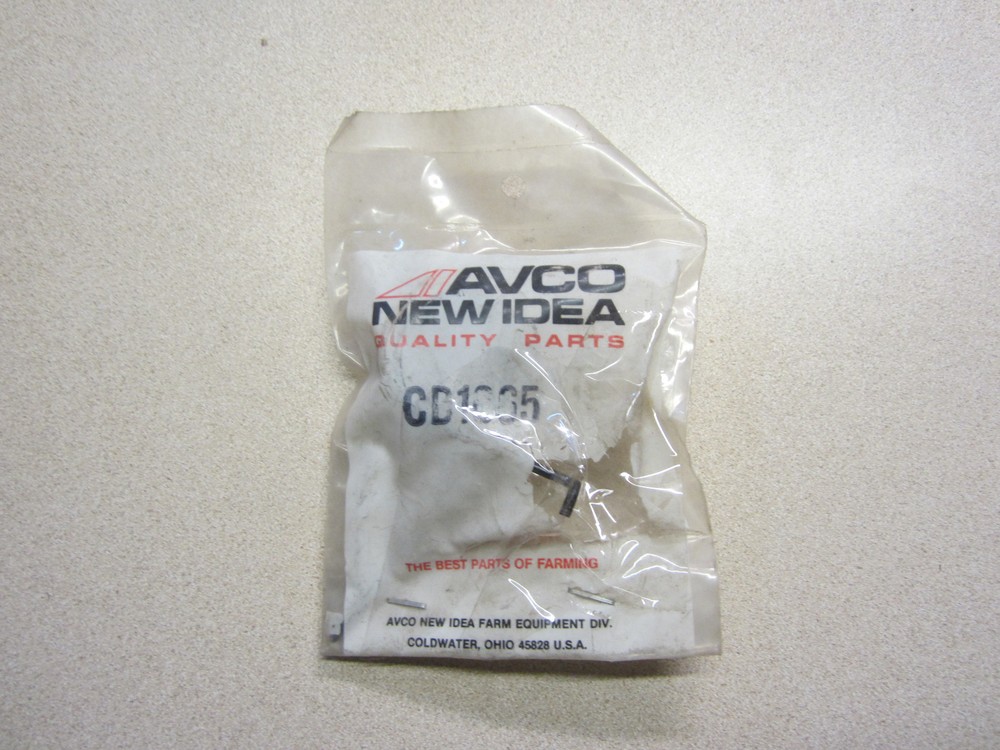 AVCO
NEW IDEA
QUALITY PARTS
THE BEST PARTS OF FARMING
AVCO NEW IDEA FARM EQUIPMENT DIV.
COLDWATER, OHIO 45828 U.S.A.